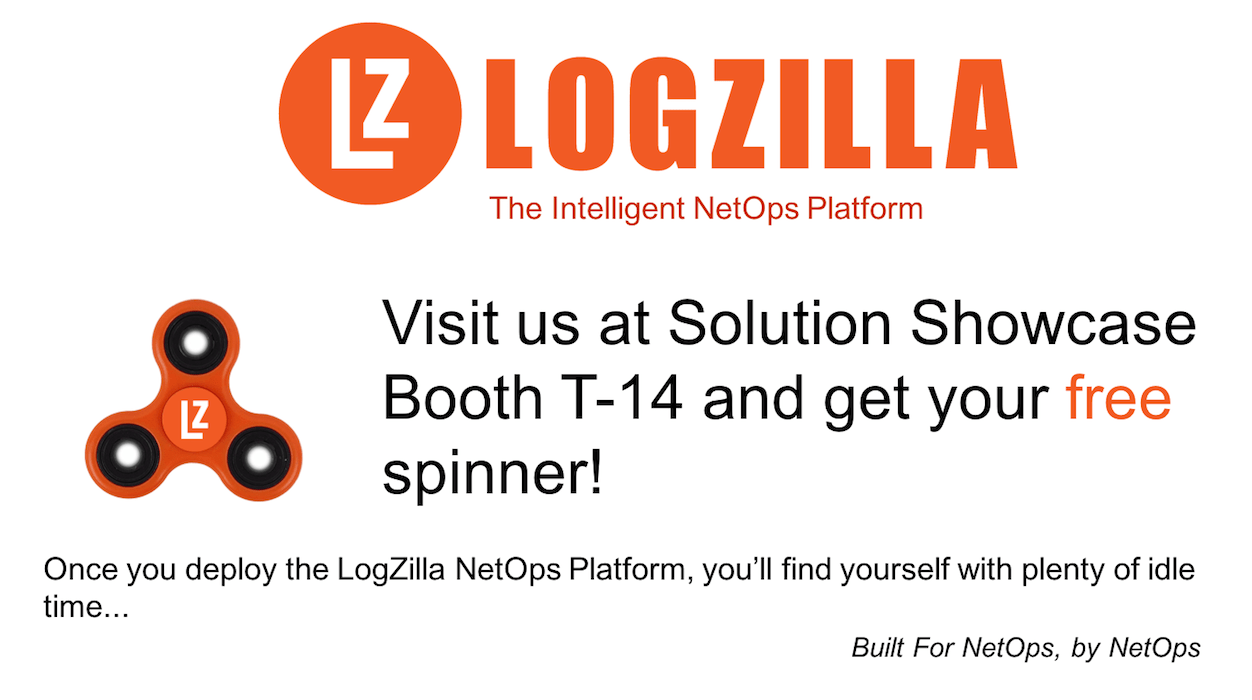 LZ LOGZILLA
The Intelligent NetOps Platform
Visit us at Solution Showcase
Booth T-14 and get your free
spinner!
LZ
Once you deploy the LogZilla NetOps Platform, you’ll find yourself with plenty of idle
time...
Built For NetOps, by NetOps